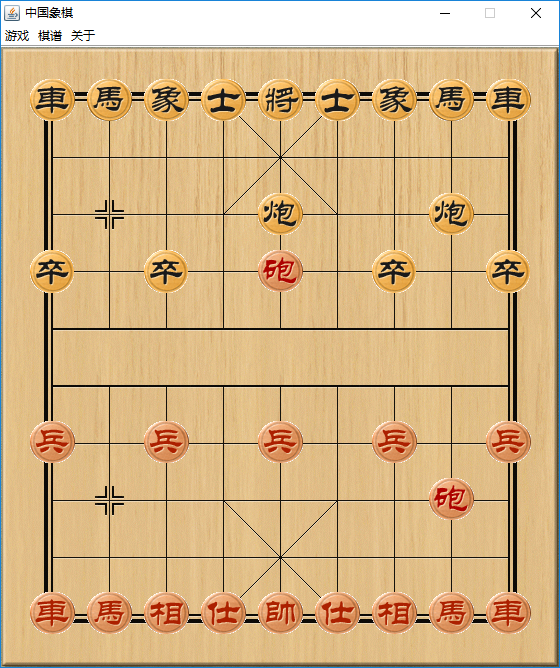 中国象棋
游戏 棋谱 关于
車 馬 象 士 將 士 象 馬 車
炮 炮
卒 卒 砲 卒 卒
兵 兵 兵 兵 兵
砲
車 馬 相 仕 帥 仕 相 馬 車